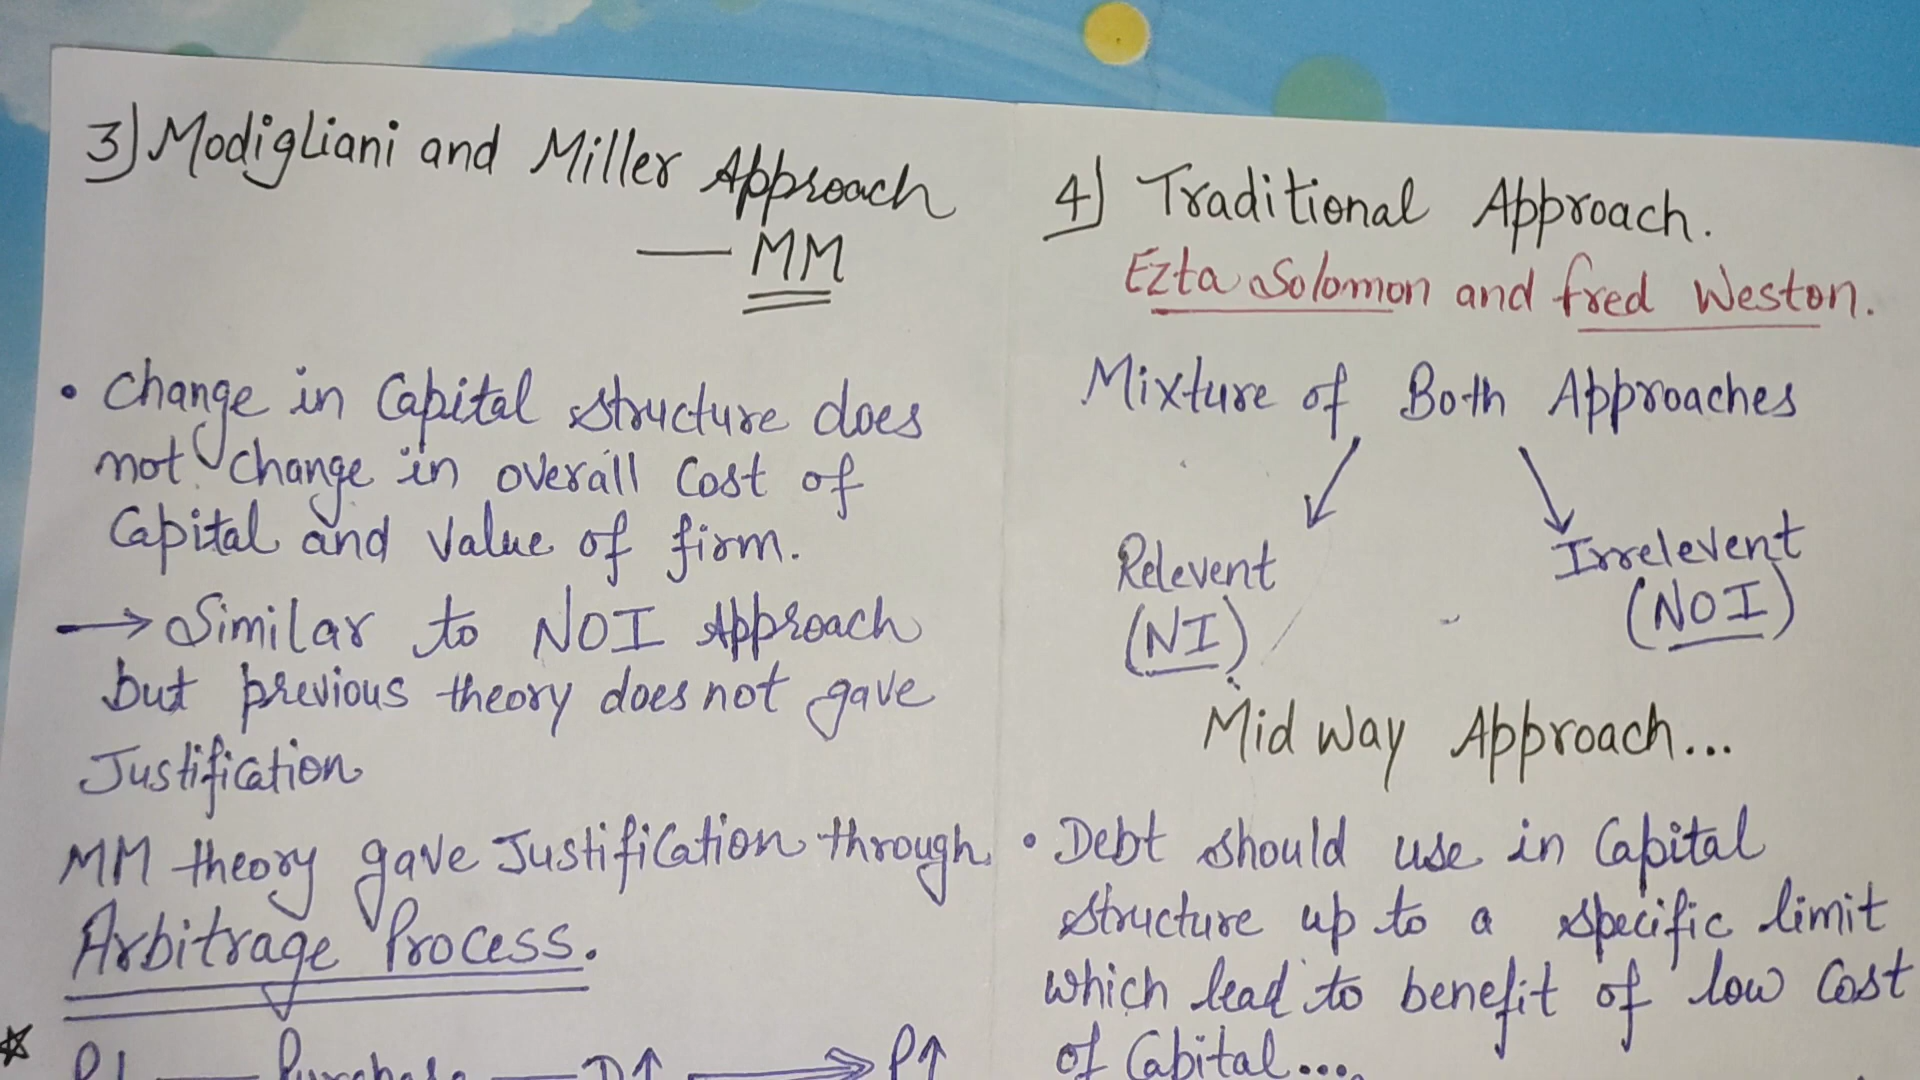 3) Modigliani and Miller Approach
— MM
• Change in Capital structure does
not change in overall Cost of
Capital and Value of firm.
→ Similar to NOI Approach
but previous theory does not gave
Justification
MM theory gave Justification through
Arbitrage Process.
P↓ — Purchase — D↑ → P↑
4) Traditional Approach.
Ezta Solomon and fred Weston.
Mixture of Both Approaches
Relevent Irrelevent
(NI) (NOI)
Mid Way Approach...
• Debt should use in Capital
structure up to a specific limit
which lead to benefit of low Cost
of Capital....